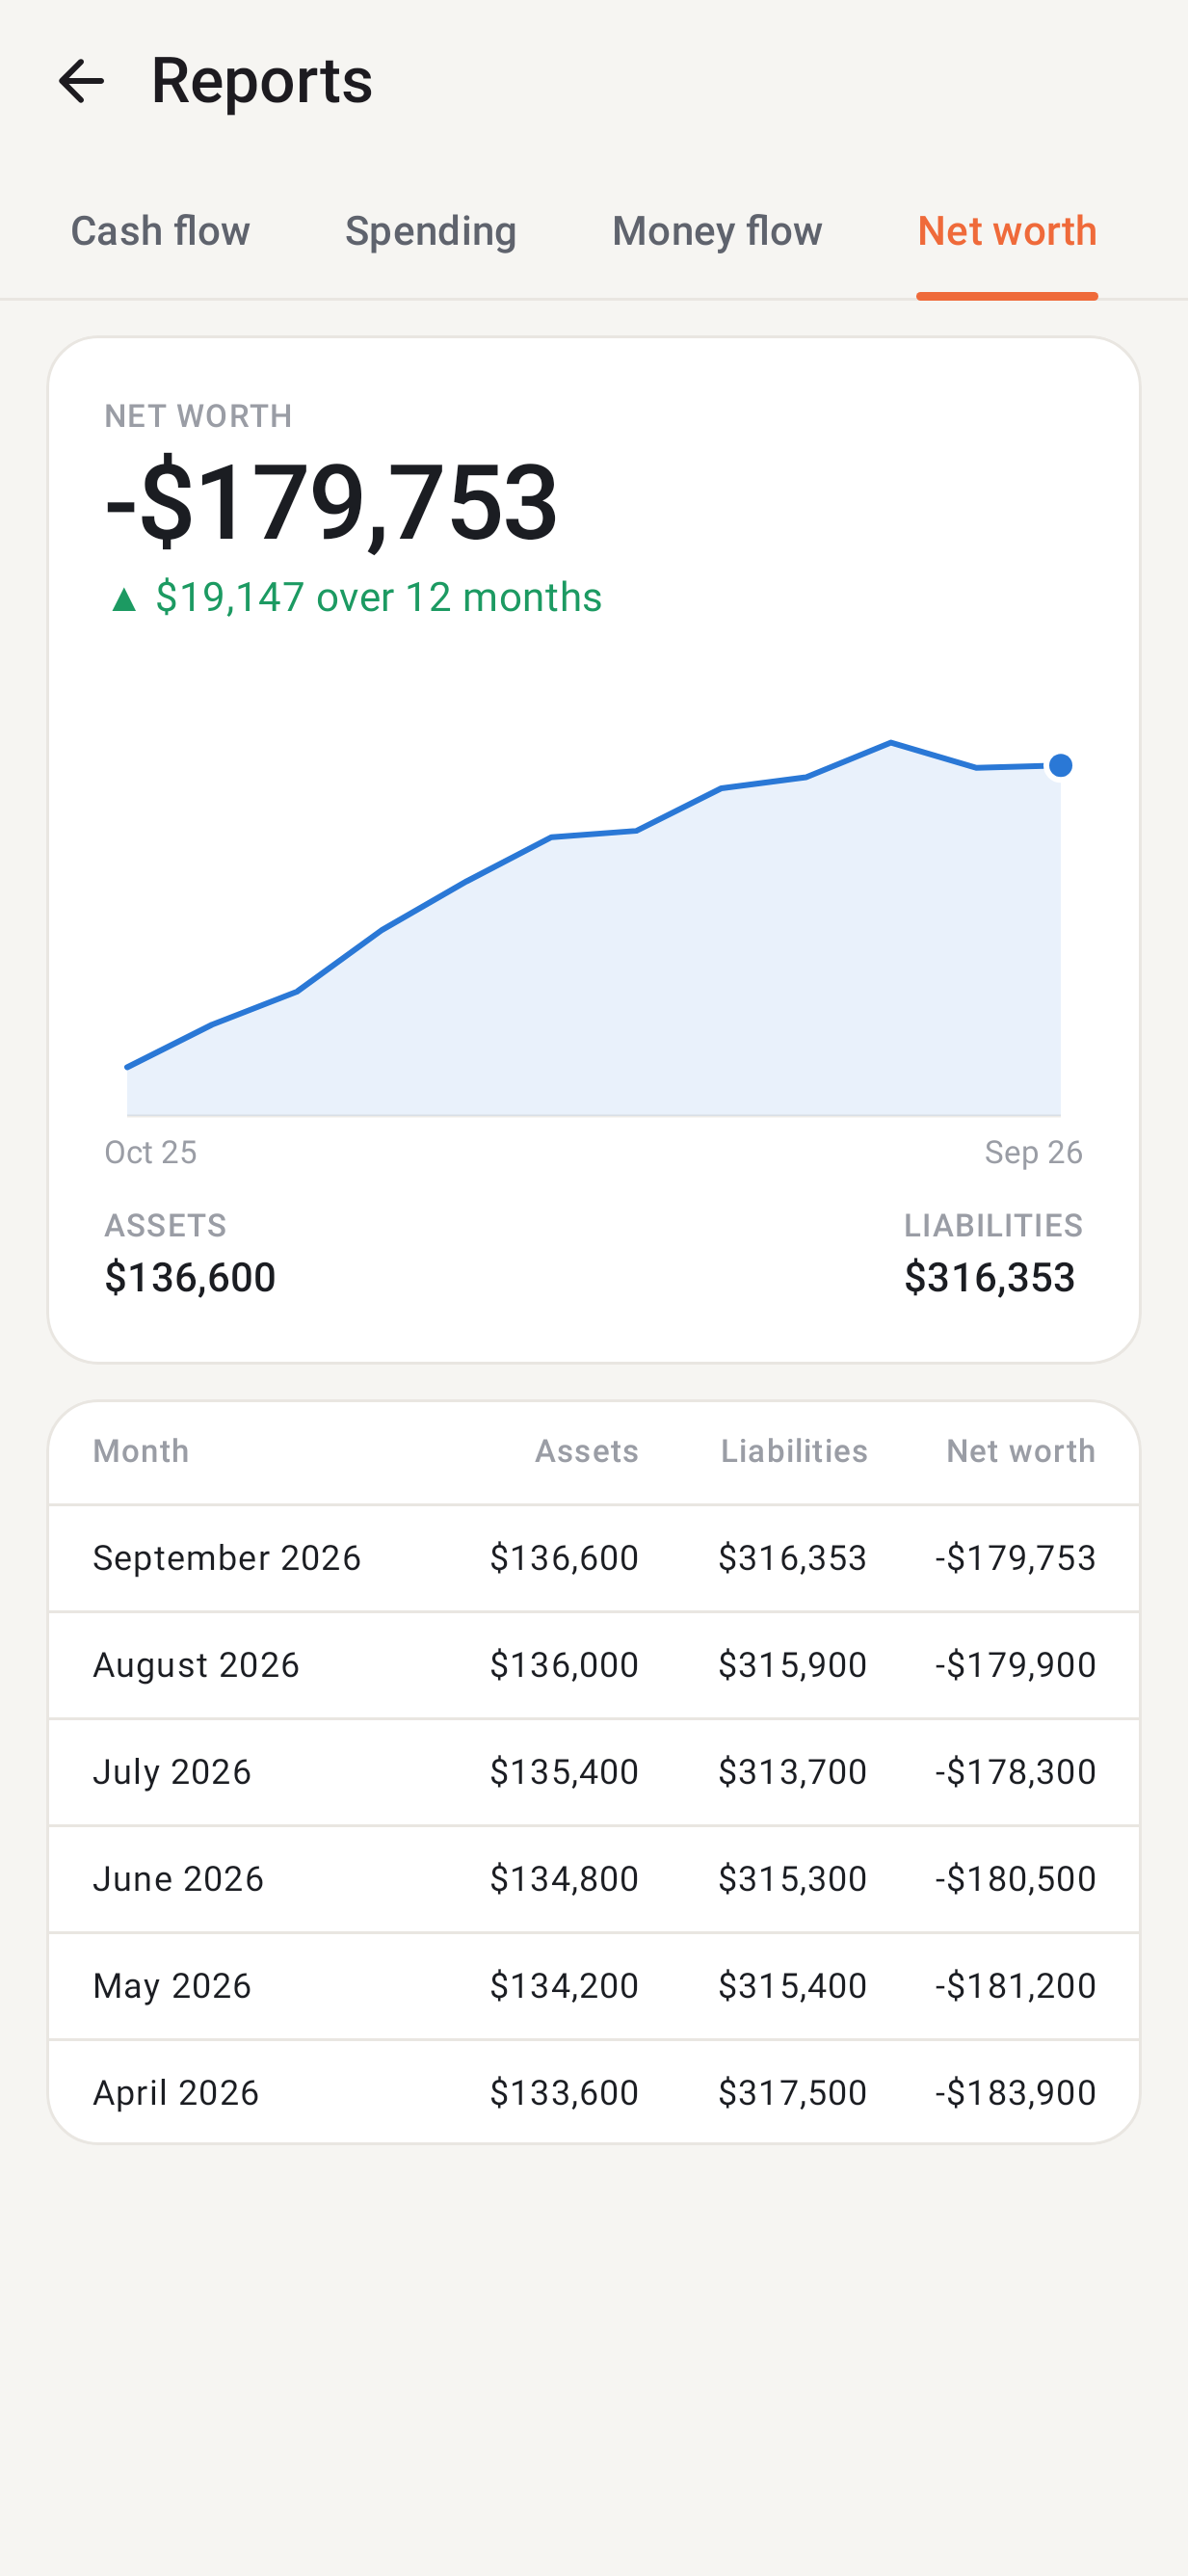 Reports
Cash flow Spending Money flow Net worth
NET WORTH
-$179,753
▲ $19,147 over 12 months
Oct 25 Sep 26
ASSETS LIABILITIES
$136,600 $316,353
Month Assets Liabilities Net worth
September 2026 $136,600 $316,353 -$179,753
August 2026 $136,000 $315,900 -$179,900
July 2026 $135,400 $313,700 -$178,300
June 2026 $134,800 $315,300 -$180,500
May 2026 $134,200 $315,400 -$181,200
April 2026 $133,600 $317,500 -$183,900